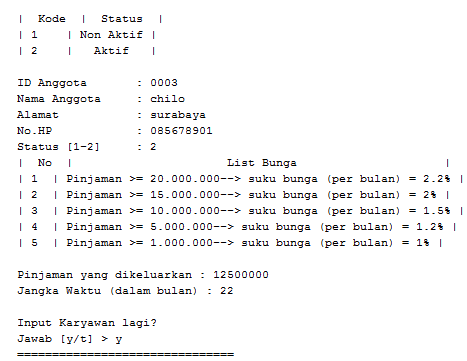 | Kode | Status |
| 1 | Non Aktif |
| 2 | Aktif |
ID Anggota : 0003
Nama Anggota : chilo
Alamat : surabaya
No.HP : 085678901
Status [1-2] : 2
| No | List Bunga |
| 1 | Pinjaman >= 20.000.000--> suku bunga (per bulan) = 2.2% |
| 2 | Pinjaman >= 15.000.000--> suku bunga (per bulan) = 2% |
| 3 | Pinjaman >= 10.000.000--> suku bunga (per bulan) = 1.5% |
| 4 | Pinjaman >= 5.000.000--> suku bunga (per bulan) = 1.2% |
| 5 | Pinjaman >= 1.000.000--> suku bunga (per bulan) = 1% |
Pinjaman yang dikeluarkan : 12500000
Jangka Waktu (dalam bulan) : 22
Input Karyawan lagi?
Jawab [y/t] > y
===============================